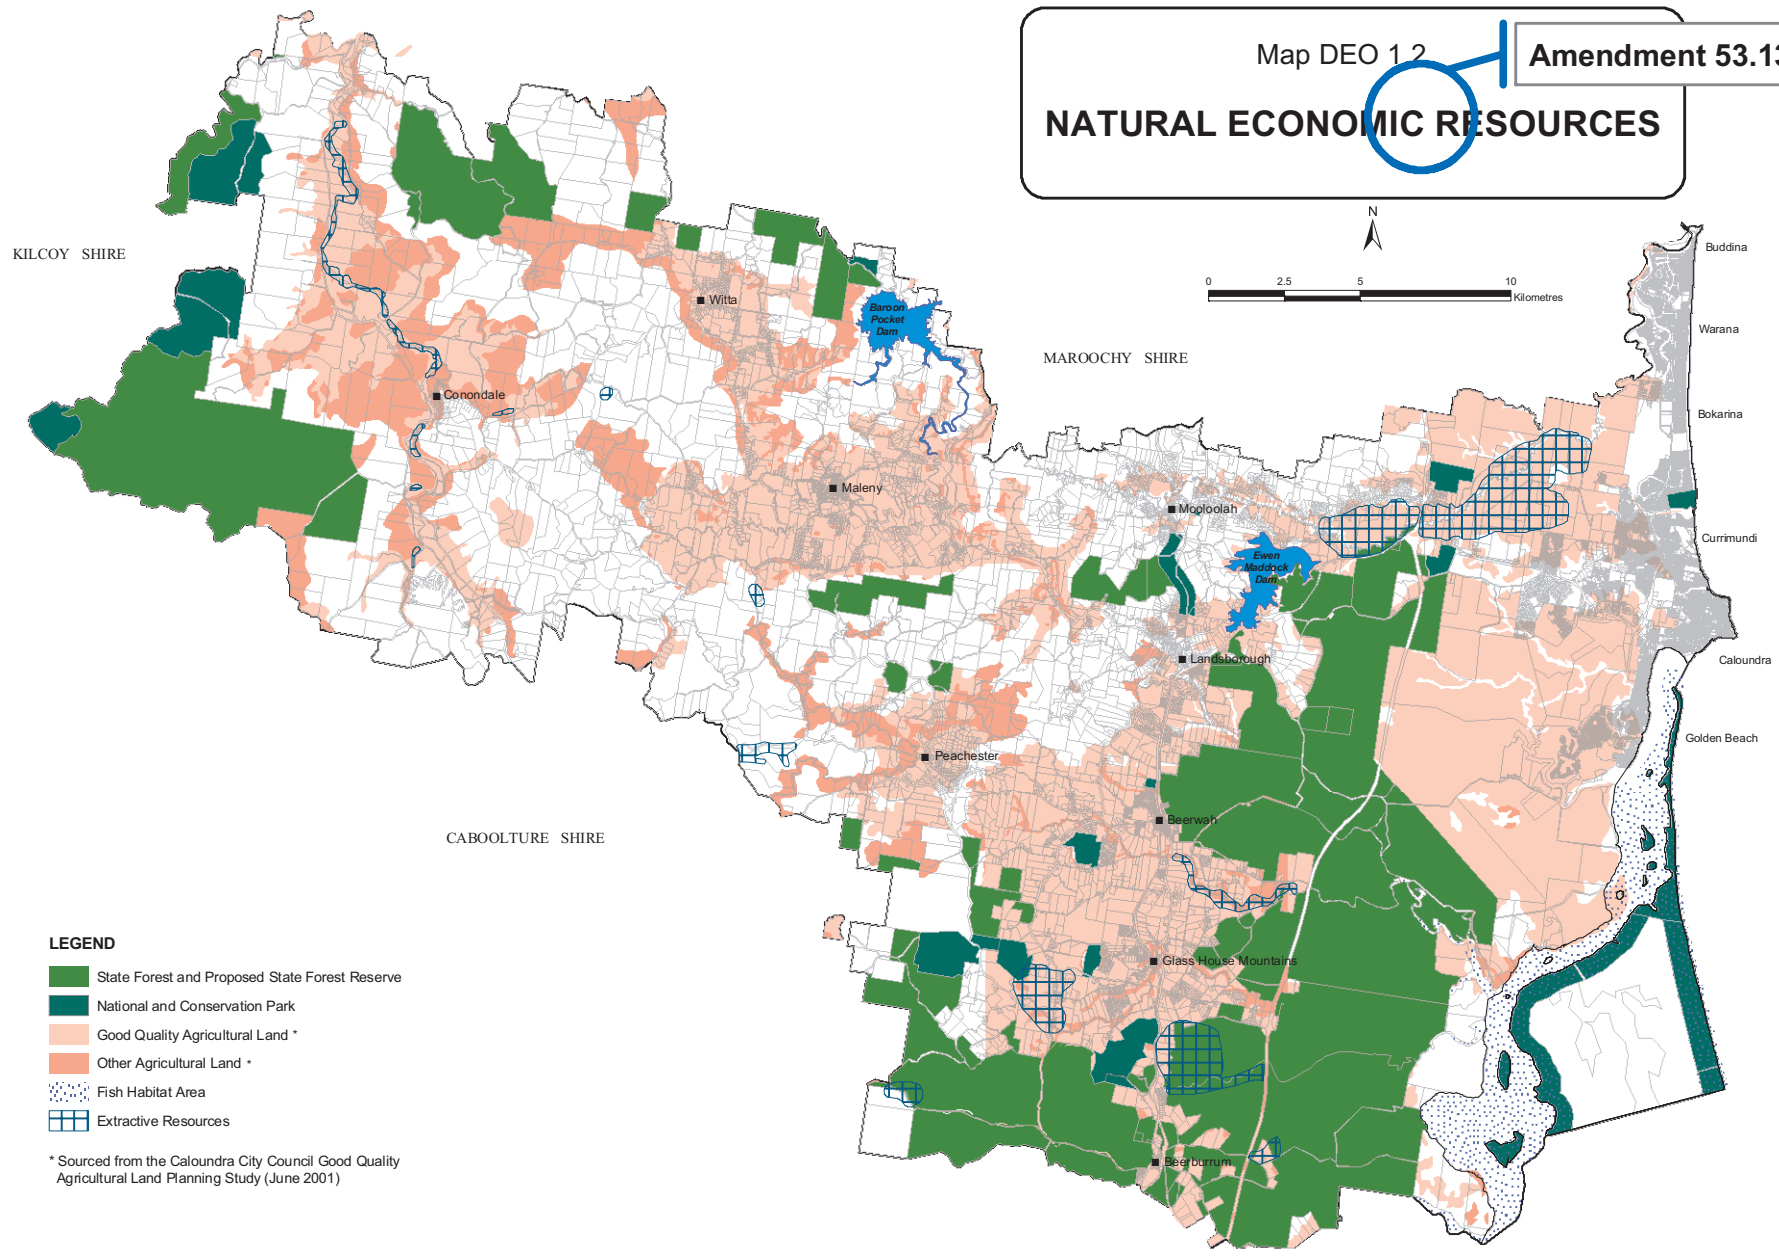 Map DEO 1.2
Amendment 53.13
NATURAL ECONOMIC RESOURCES
N
0 2.5 5 10
Kilometres
KILCOY SHIRE
MAROOCHY SHIRE
CABOOLTURE SHIRE
Buddina
Warana
Bokarina
Currimundi
Caloundra
Golden Beach
Witta
Baroon
Pocket
Dam
Conondale
Maleny
Mooloolah
Ewen
Maddock
Dam
Landsborough
Peachester
Beerwah
Glass House Mountains
Beerburrum
LEGEND
State Forest and Proposed State Forest Reserve
National and Conservation Park
Good Quality Agricultural Land *
Other Agricultural Land *
Fish Habitat Area
Extractive Resources
* Sourced from the Caloundra City Council Good Quality
Agricultural Land Planning Study (June 2001)